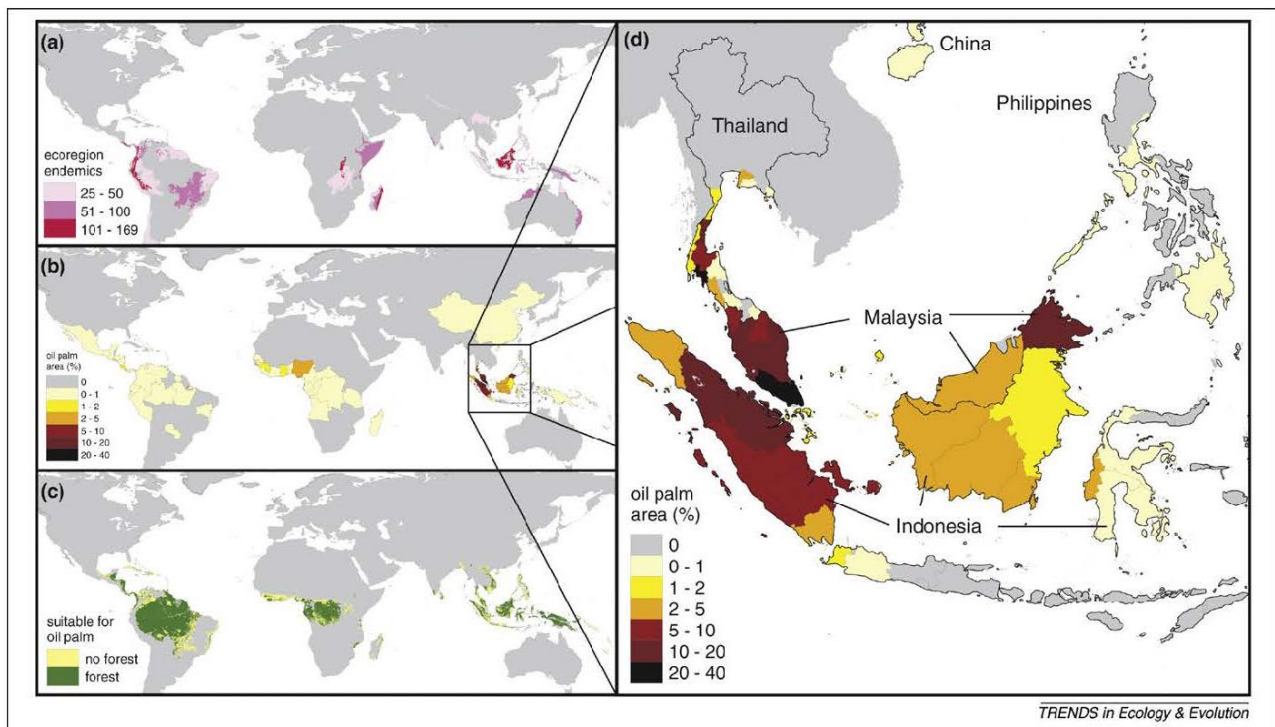 (a)
ecoregion
endemics
25 - 50
51 - 100
101 - 169
(b)
oil palm
area (%)
0
0 - 1
1 - 2
2 - 5
5 - 10
10 - 20
20 - 40
(c)
suitable for
oil palm
no forest
forest
(d)
China
Philippines
Thailand
Malaysia
Indonesia
oil palm
area (%)
0
0 - 1
1 - 2
2 - 5
5 - 10
10 - 20
20 - 40
TRENDS in Ecology & Evolution